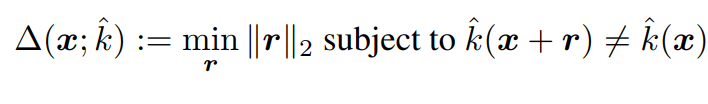 Δ(x; k̂) := min_r ‖r‖₂ subject to k̂(x + r) ≠ k̂(x)